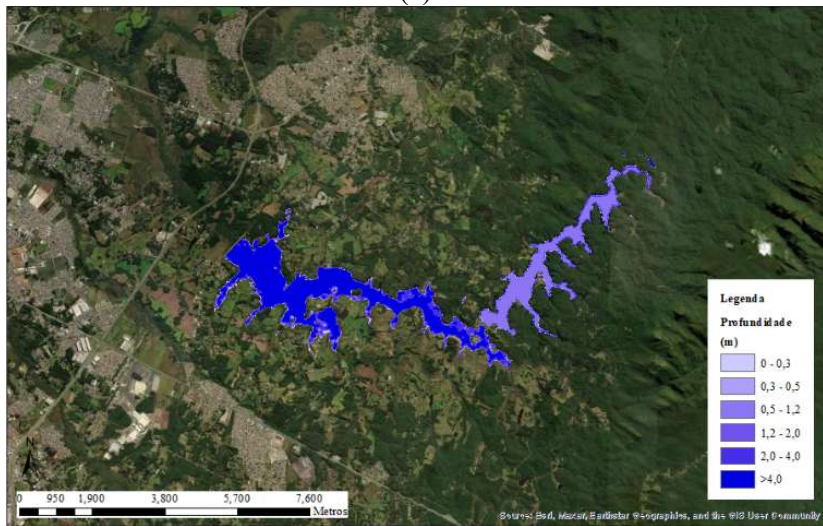 Legenda
Profundidade
(m)
0 - 0,3
0,3 - 0,5
0,5 - 1,2
1,2 - 2,0
2,0 - 4,0
>4,0
N
0 950 1,900 3,800 5,700 7,600
Metros
Source: Esri, Maxar, Earthstar Geographics, and the GIS User Community